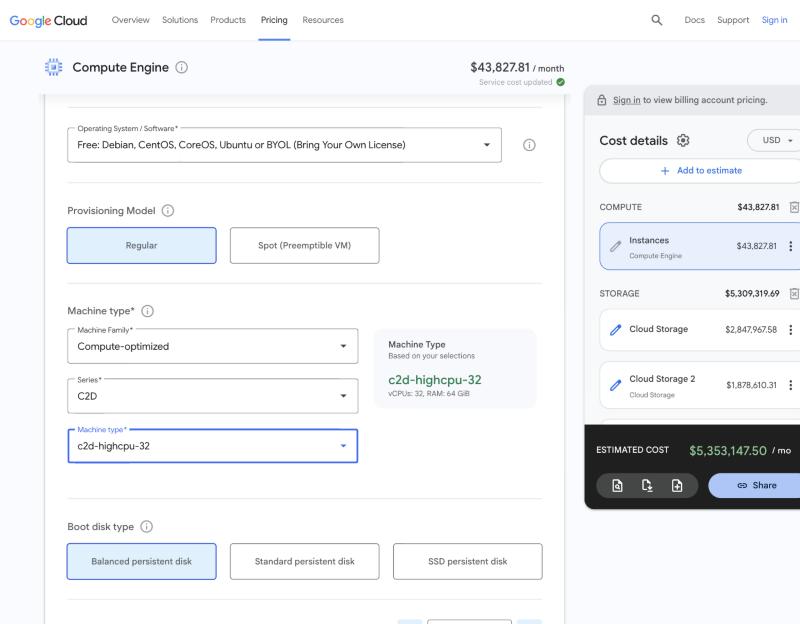 Google Cloud
Overview Solutions Products Pricing Resources Docs Support Sign in
Compute Engine
$43,827.81 / month
Service cost updated
Operating System / Software*
Free: Debian, CentOS, CoreOS, Ubuntu or BYOL (Bring Your Own License)
Provisioning Model
Regular
Spot (Preemptible VM)
Machine type*
Machine Family*
Compute-optimized
Series*
C2D
Machine type*
c2d-highcpu-32
Machine Type
Based on your selections
c2d-highcpu-32
vCPUs: 32, RAM: 64 GiB
Boot disk type
Balanced persistent disk
Standard persistent disk
SSD persistent disk
Sign in to view billing account pricing.
Cost details
USD
Add to estimate
COMPUTE $43,827.81
Instances
Compute Engine
$43,827.81
STORAGE $5,309,319.69
Cloud Storage $2,847,967.58
Cloud Storage 2
Cloud Storage
$1,878,610.31
ESTIMATED COST $5,353,147.50 / mo
Share